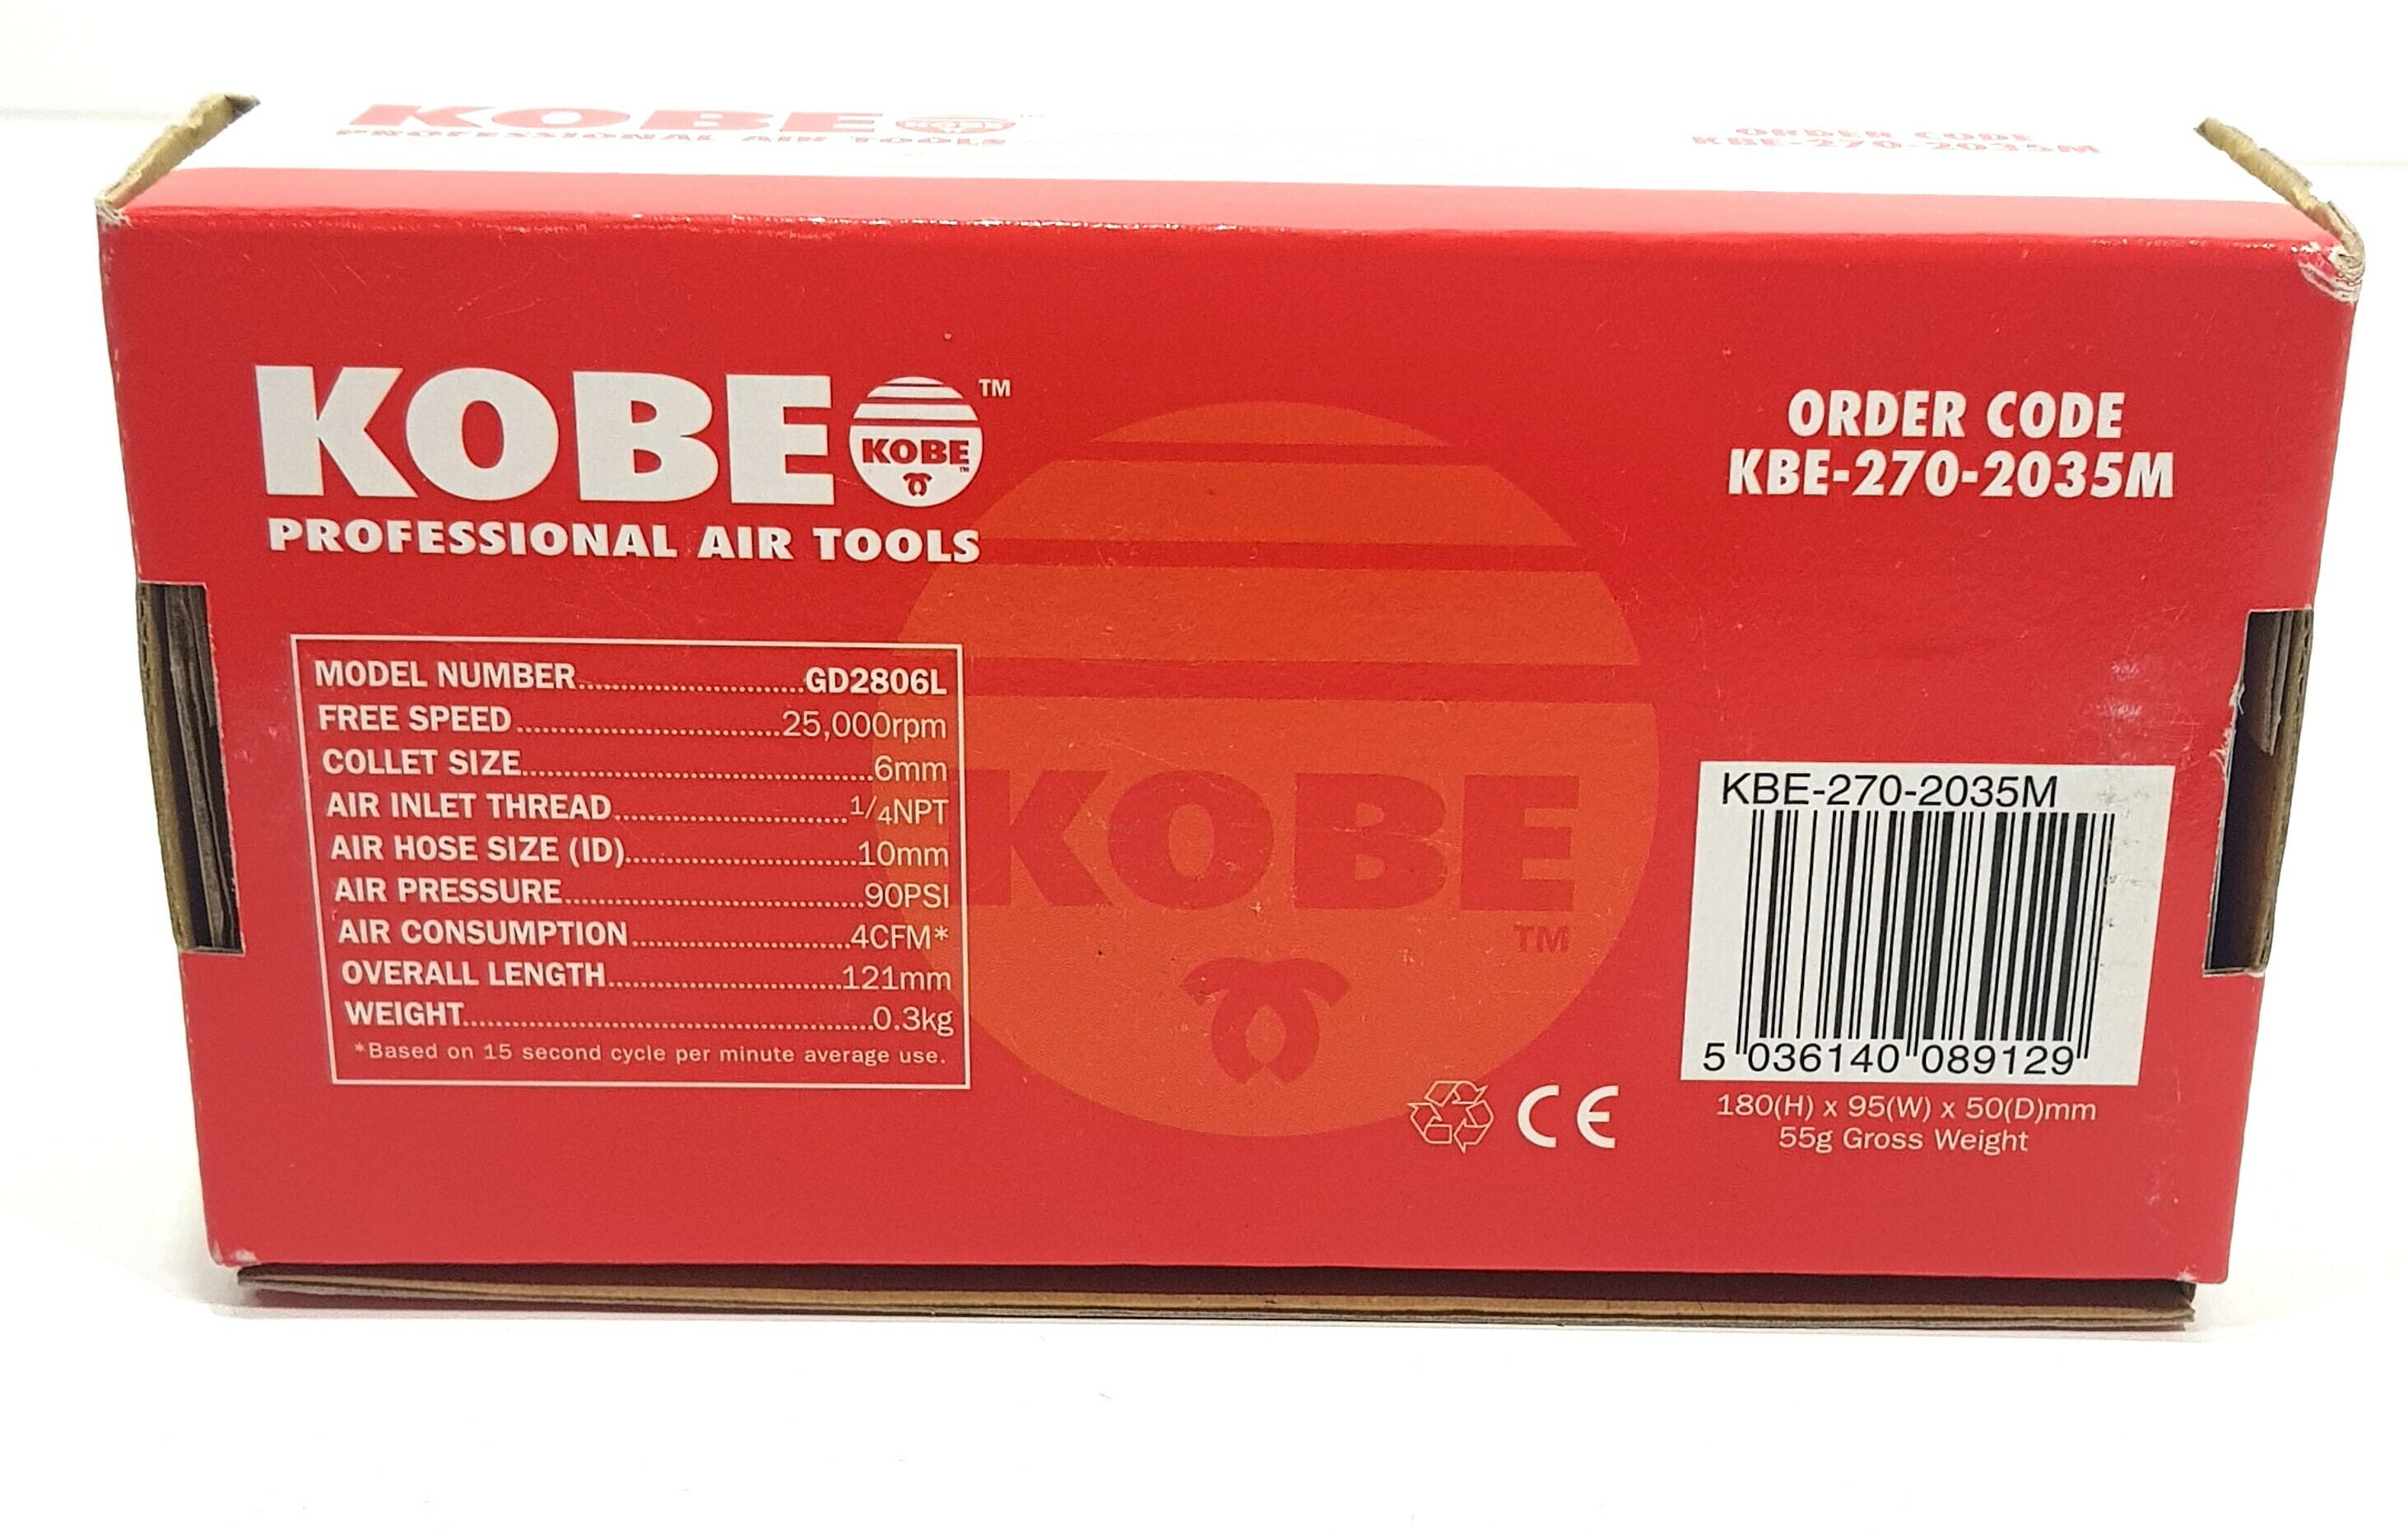 KOBE KOBE ™
PROFESSIONAL AIR TOOLS
ORDER CODE
KBE-270-2035M
KOBE KOBE ™ ™
PROFESSIONAL AIR TOOLS
ORDER CODE
KBE-270-2035M
MODEL NUMBER..........................GD2806L
FREE SPEED..............................25,000rpm
COLLET SIZE.........................................6mm
AIR INLET THREAD...........................1/4NPT
AIR HOSE SIZE (ID)...........................10mm
AIR PRESSURE..................................90PSI
AIR CONSUMPTION.........................4CFM*
OVERALL LENGTH...........................121mm
WEIGHT...............................................0.3kg
*Based on 15 second cycle per minute average use.
KOBE
TM
KBE-270-2035M
5 036140 089129
CE
180(H) x 95(W) x 50(D)mm
55g Gross Weight